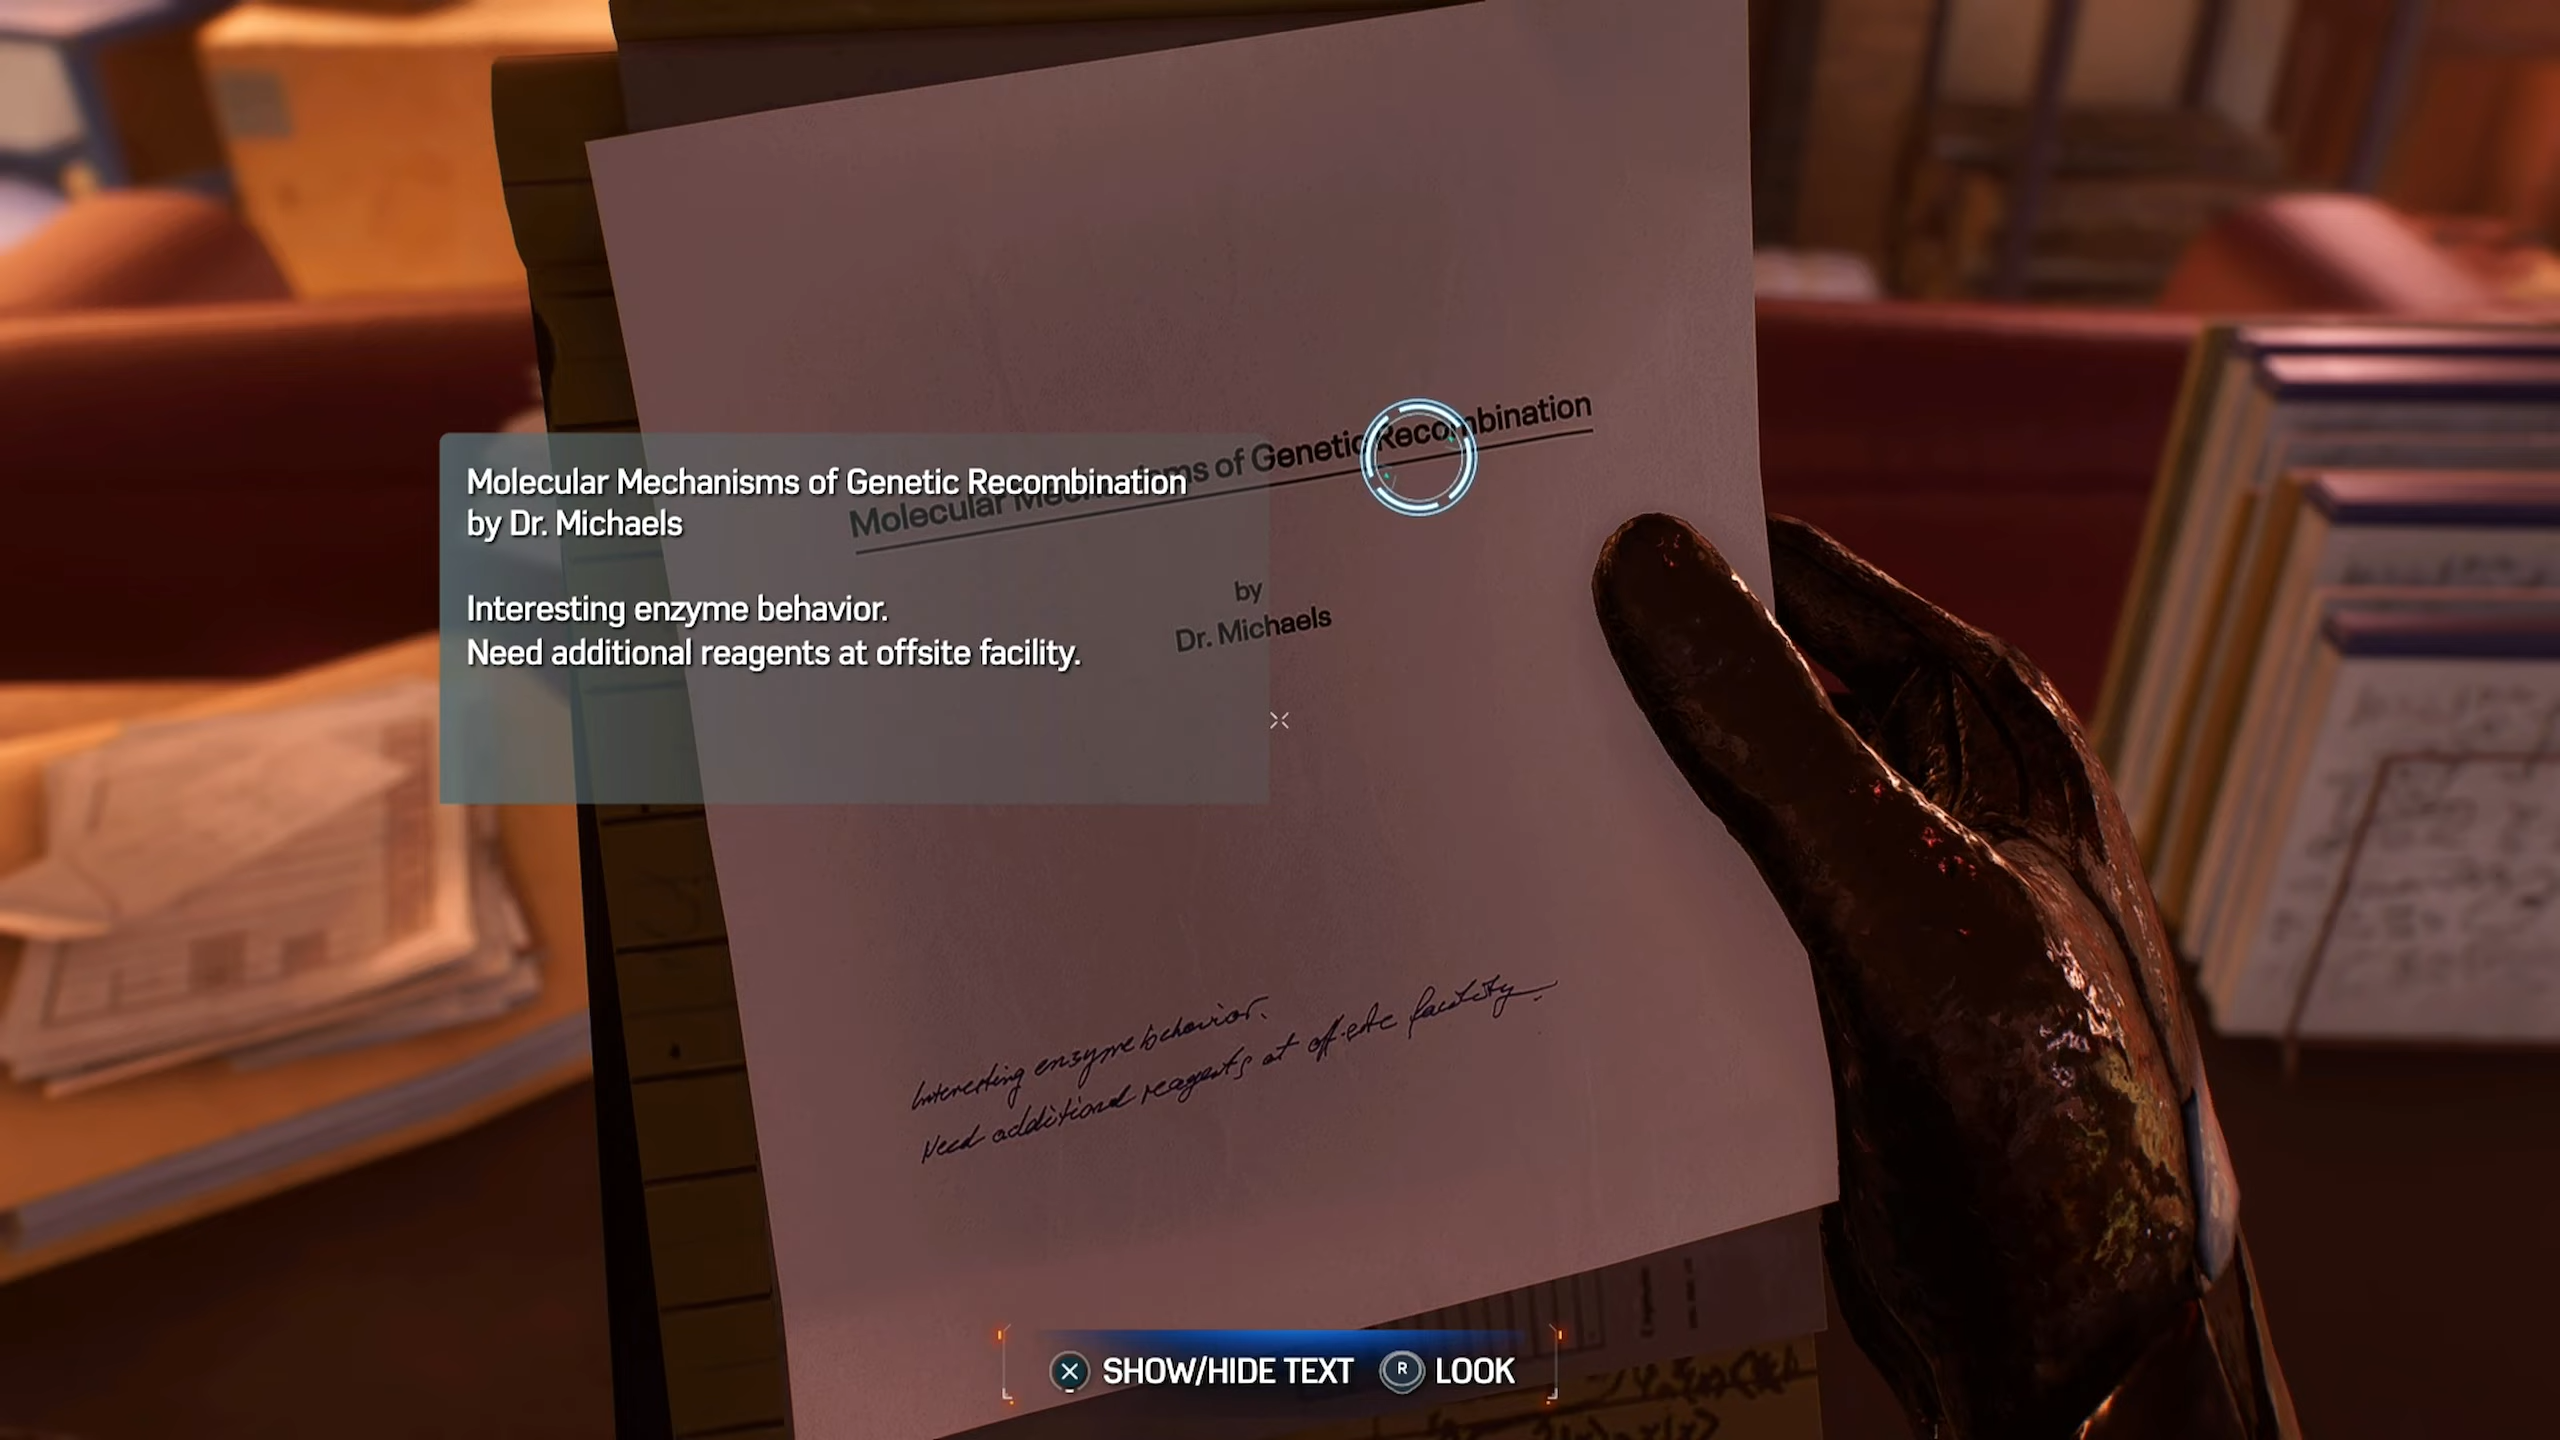 Molecular Mechanisms of Genetic Recombination
by Dr. Michaels
Interesting enzyme behavior.
Need additional reagents at offsite facility.
Molecular Mechanisms of Genetic Recombination
by
Dr. Michaels
Interesting enzyme behavior.
Need additional reagents at offsite facility.
SHOW/HIDE TEXT R LOOK